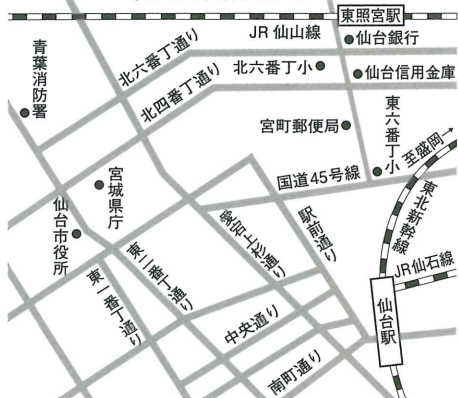 東照宮駅
JR仙山線
仙台銀行
青葉消防署
北六番丁通り
北六番丁小
仙台信用金庫
北四番丁通り
東六番丁小
宮町郵便局
至盛岡→
国道45号線
宮城県庁
東北新幹線
仙台市役所
愛宕上杉通り
駅前通り
東二番丁通り
東一番丁通り
JR仙石線
仙台駅
中央通り
南町通り